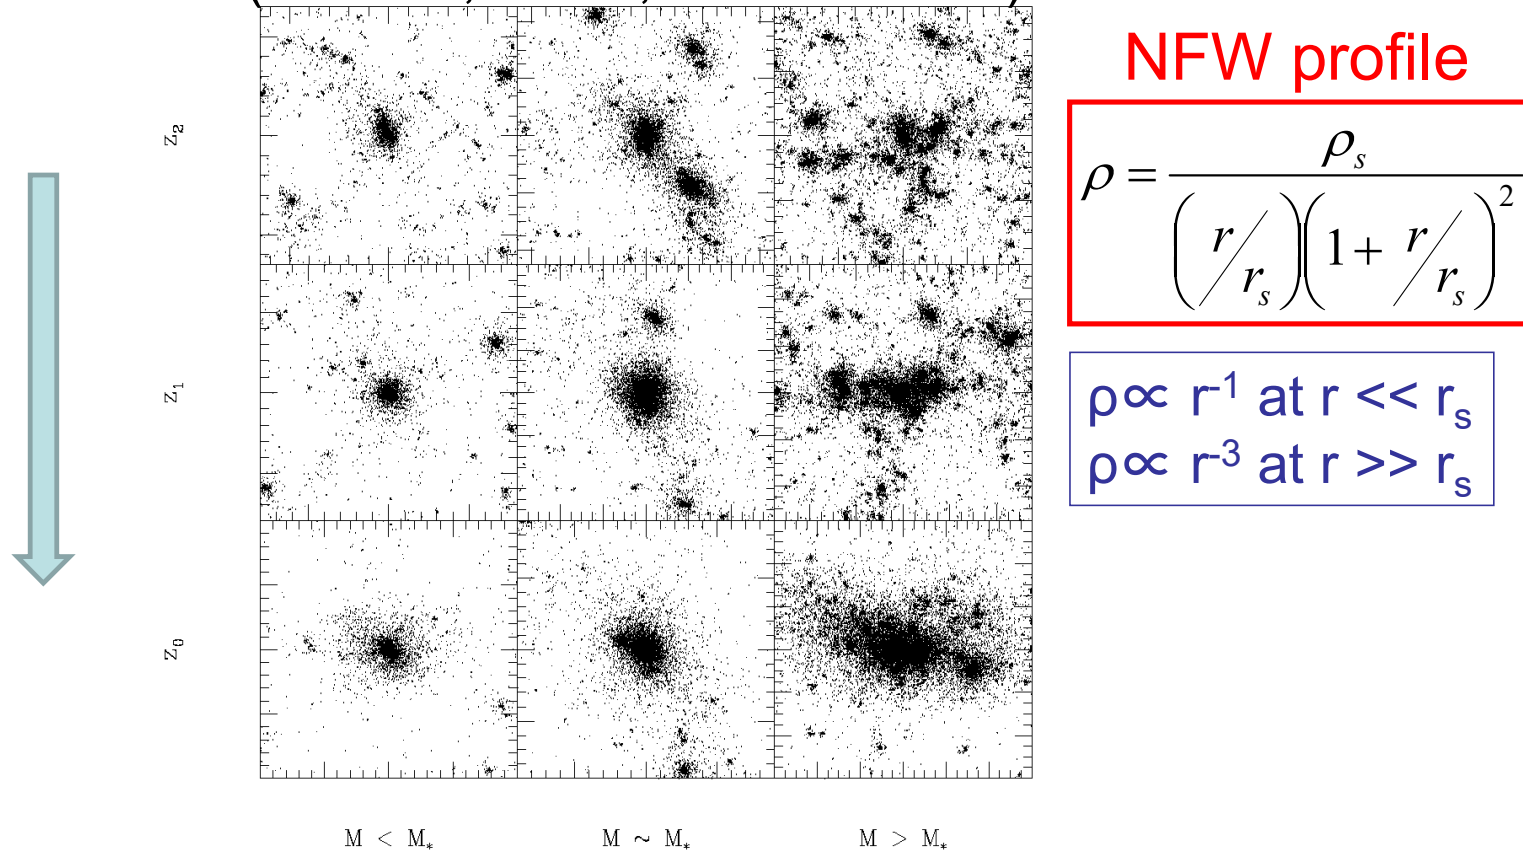 NFW profile
Z₂
ρ = ρₛ / (r/rₛ)(1 + r/rₛ)²
Z₁
ρ∝ r⁻¹ at r << rₛ
ρ∝ r⁻³ at r >> rₛ
Z₀
M < M* M ~ M* M > M*